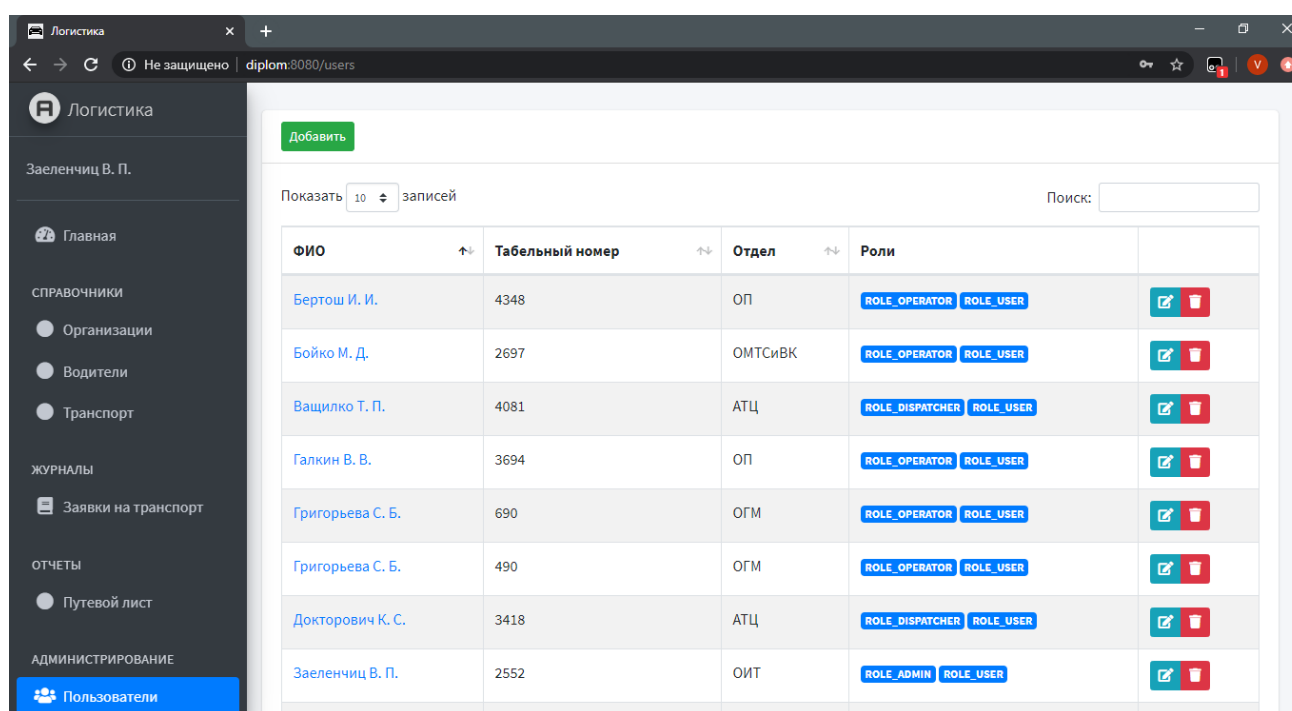 Логистика
Не защищено | diplom:8080/users
V
1
Логистика
Заеленчиц В. П.
Главная
СПРАВОЧНИКИ
Организации
Водители
Транспорт
ЖУРНАЛЫ
Заявки на транспорт
ОТЧЕТЫ
Путевой лист
АДМИНИСТРИРОВАНИЕ
Пользователи
Добавить
Показать 10 записей
Поиск:
ФИО Табельный номер Отдел Роли
Бертош И. И. 4348 ОП ROLE_OPERATOR ROLE_USER
Бойко М. Д. 2697 ОМТСиВК ROLE_OPERATOR ROLE_USER
Ващилко Т. П. 4081 АТЦ ROLE_DISPATCHER ROLE_USER
Галкин В. В. 3694 ОП ROLE_OPERATOR ROLE_USER
Григорьева С. Б. 690 ОГМ ROLE_OPERATOR ROLE_USER
Григорьева С. Б. 490 ОГМ ROLE_OPERATOR ROLE_USER
Докторович К. С. 3418 АТЦ ROLE_DISPATCHER ROLE_USER
Заеленчиц В. П. 2552 ОИТ ROLE_ADMIN ROLE_USER